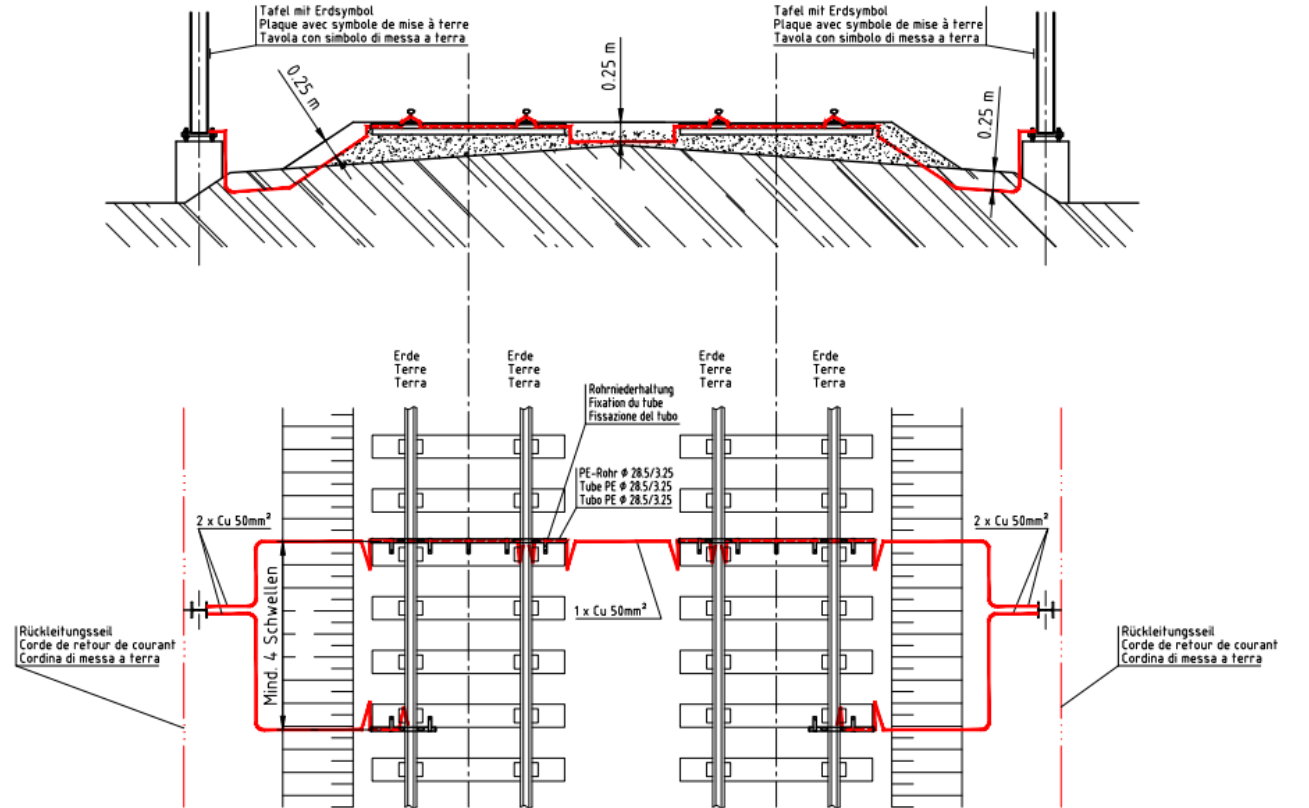 Tafel mit Erdsymbol
Plaque avec symbole de mise à terre
Tavola con simbolo di messa a terra
Tafel mit Erdsymbol
Plaque avec symbole de mise à terre
Tavola con simbolo di messa a terra
0.25 m
0.25 m
0.25 m
Erde
Terre
Terra
Erde
Terre
Terra
Erde
Terre
Terra
Erde
Terre
Terra
Rohrniederhaltung
Fixation du tube
Fissazione del tubo
PE-Rohr ϕ 28.5/3.25
Tube PE ϕ 28.5/3.25
Tubo PE ϕ 28.5/3.25
2 x Cu 50mm²
2 x Cu 50mm²
Mind. 4 Schwellen
1 x Cu 50mm²
Rückleitungsseil
Corde de retour de courant
Cordina di messa a terra
Rückleitungsseil
Corde de retour de courant
Cordina di messa a terra